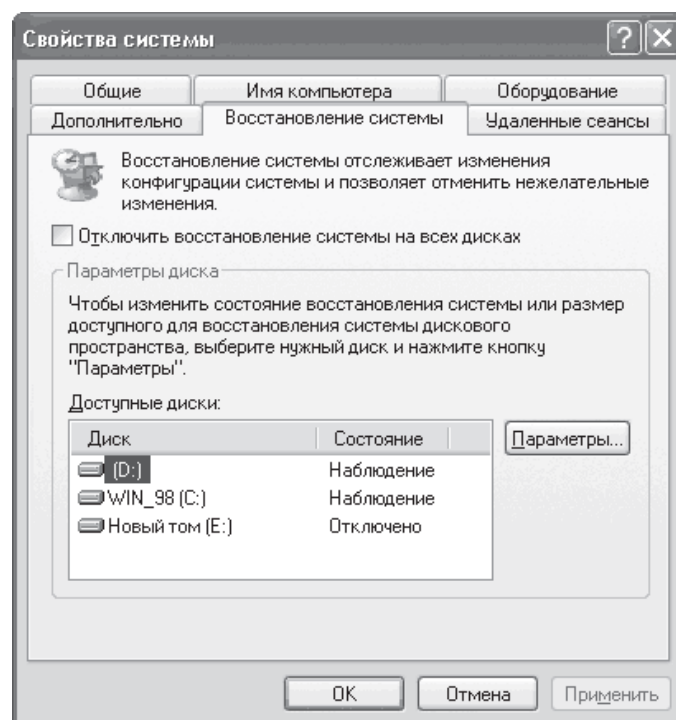 Свойства системы
Общие
Имя компьютера
Оборудование
Дополнительно
Восстановление системы
Удаленные сеансы
Восстановление системы отслеживает изменения
конфигурации системы и позволяет отменить нежелательные
изменения.
Отключить восстановление системы на всех дисках
Параметры диска
Чтобы изменить состояние восстановления системы или размер
доступного для восстановления системы дискового
пространства, выберите нужный диск и нажмите кнопку
"Параметры".
Доступные диски:
Диск Состояние
Параметры...
(D:) Наблюдение
WIN_98 (C:) Наблюдение
Новый том (E:) Отключено
ОК
Отмена
Применить